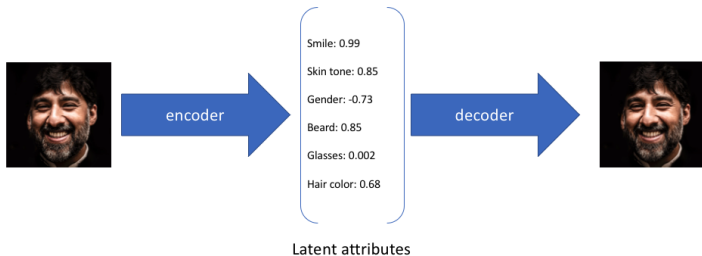 encoder
Smile: 0.99
Skin tone: 0.85
Gender: -0.73
Beard: 0.85
Glasses: 0.002
Hair color: 0.68
decoder
Latent attributes